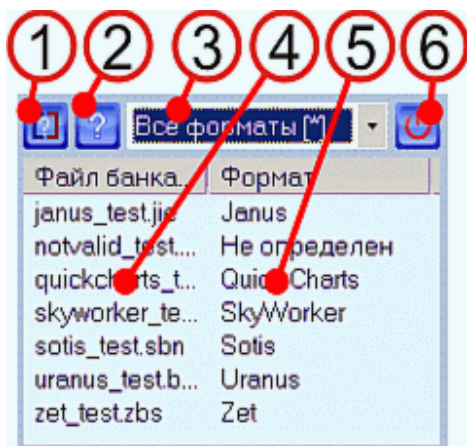 1 2 3 4 5 6
? ? Все форматы [*]
Файл банка... Формат
janus_test.jie Janus
notvalid_test.... Не определен
quickcharts_t... QuickCharts
skyworker_te... SkyWorker
sotis_test.sbn Sotis
uranus_test.b... Uranus
zet_test.zbs Zet